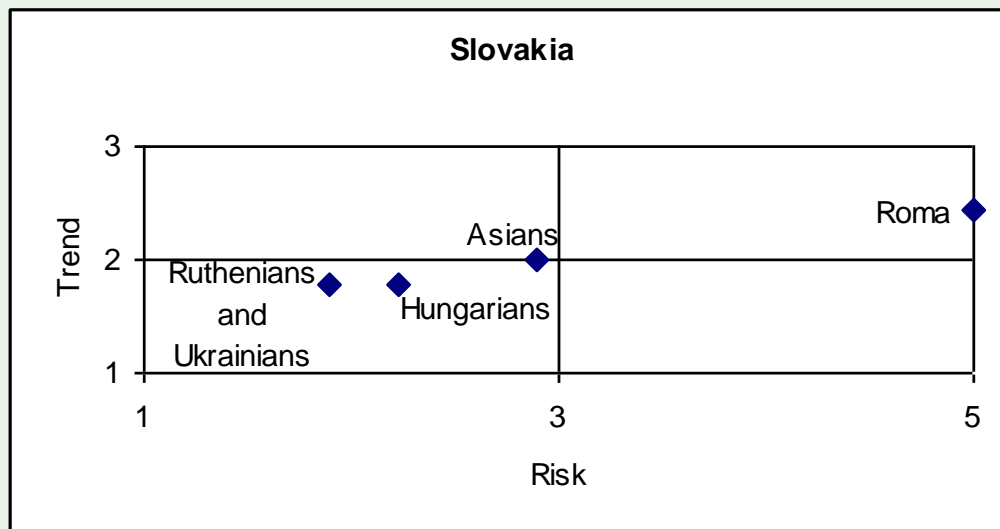 Slovakia
3
Roma
Asians
Trend
2
Ruthenians
and
Ukrainians
Hungarians
1
1
3
5
Risk